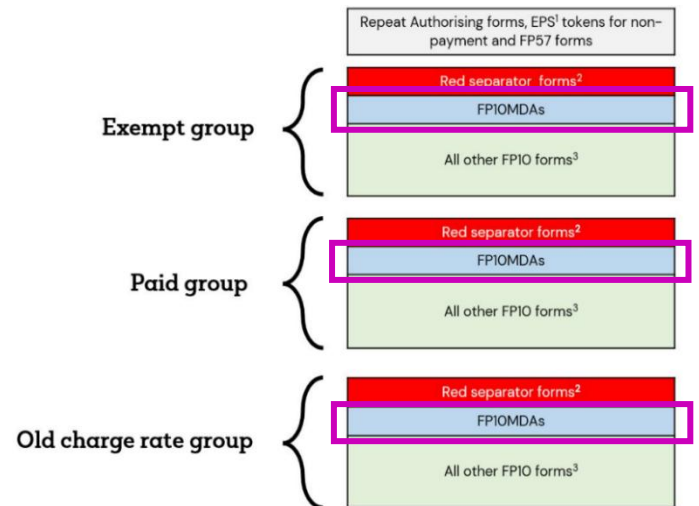 Repeat Authorising forms, EPS¹ tokens for non-
payment and FP57 forms
Exempt group
Red separator forms²
FP10MDAs
All other FP10 forms³
Paid group
Red separator forms²
FP10MDAs
All other FP10 forms³
Old charge rate group
Red separator forms²
FP10MDAs
All other FP10 forms³